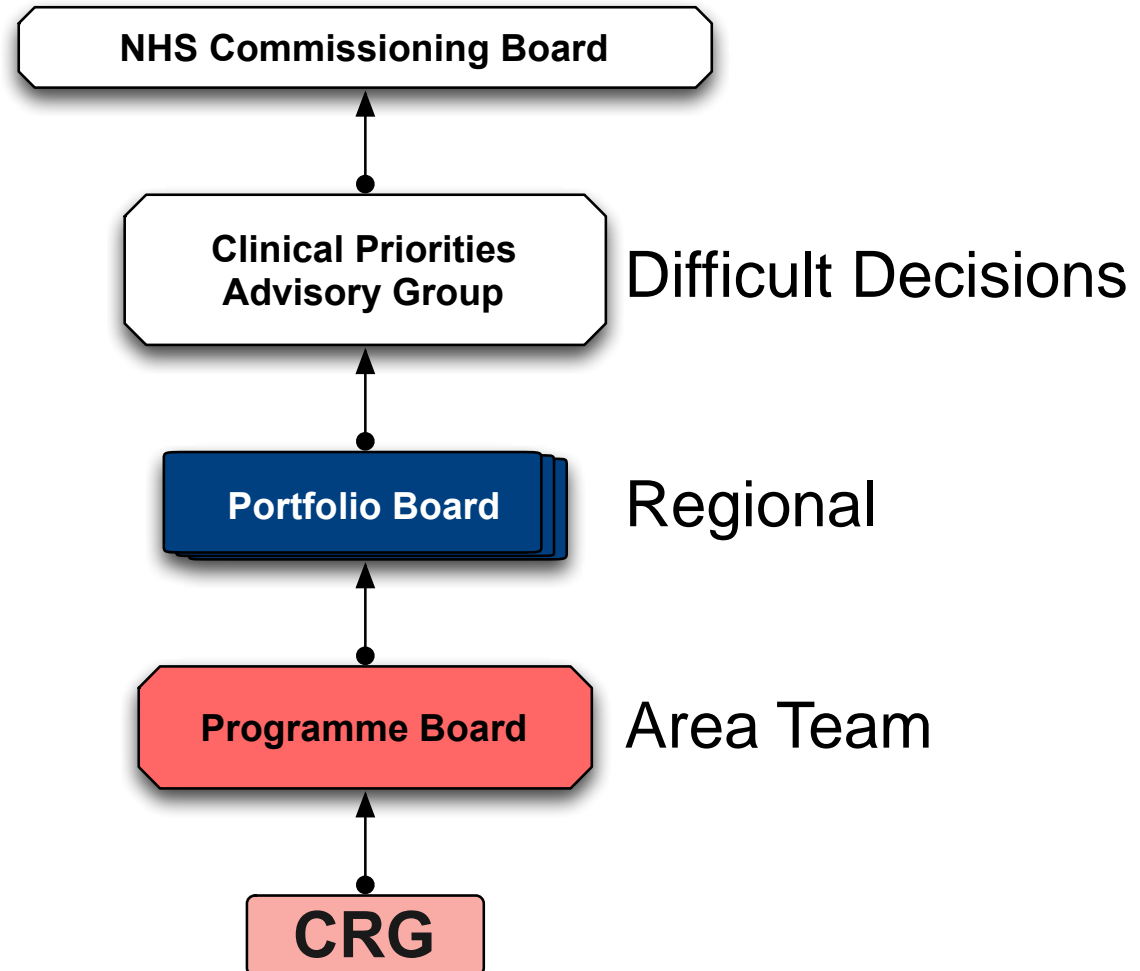 NHS Commissioning Board
Clinical Priorities
Advisory Group
Difficult Decisions
Portfolio Board
Regional
Programme Board
Area Team
CRG